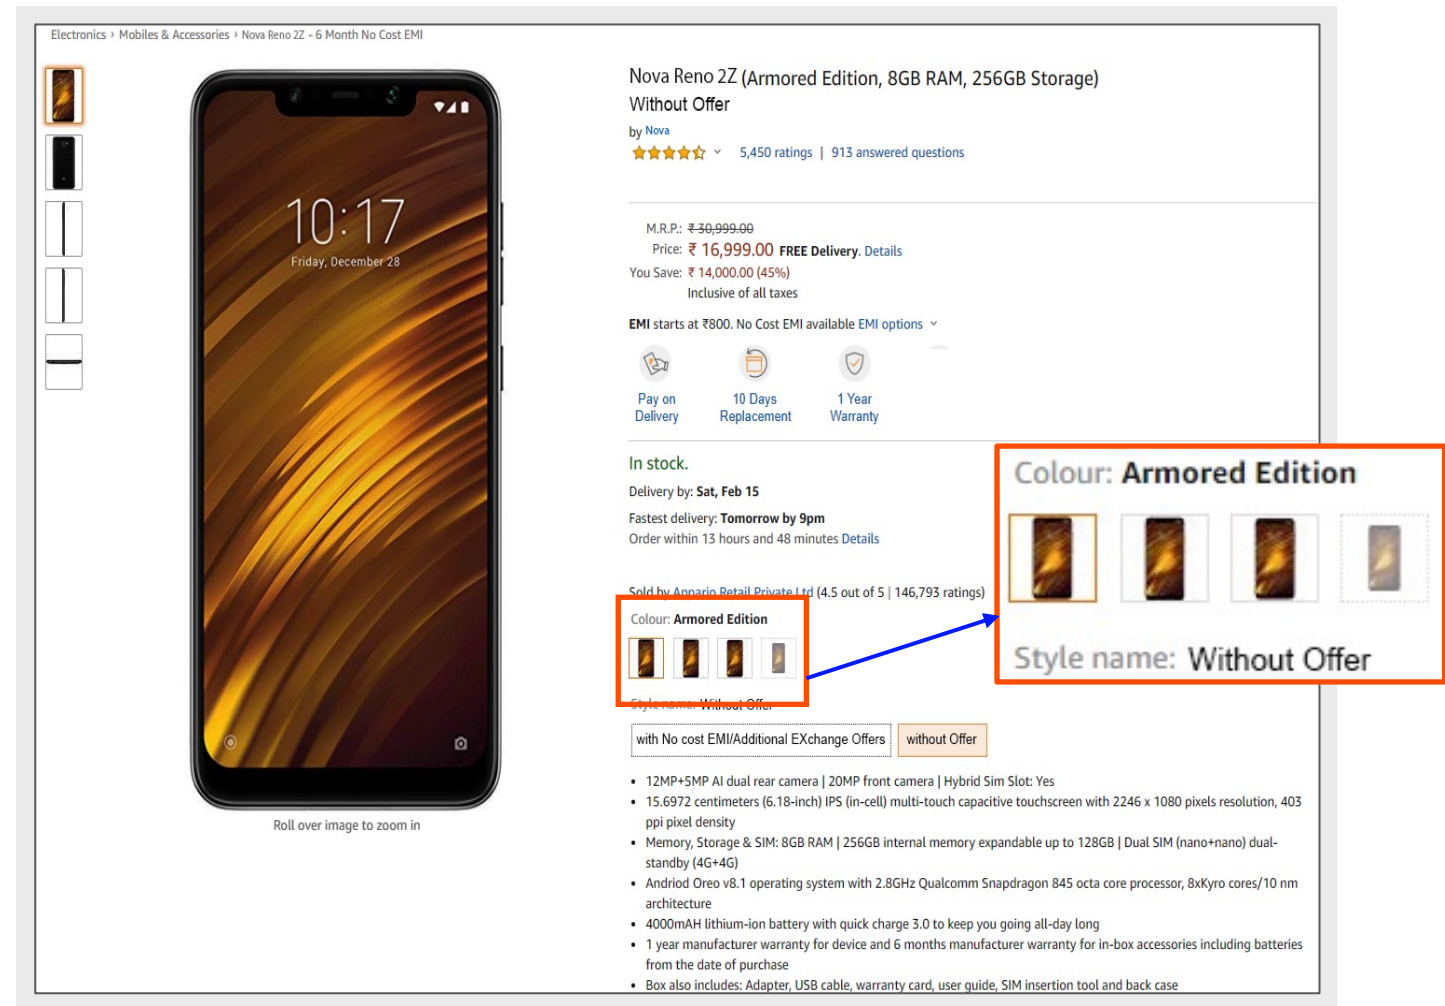 Electronics › Mobiles & Accessories › Nova Reno 2Z - 6 Month No Cost EMI
10:17
Friday, December 28
Roll over image to zoom in
Nova Reno 2Z (Armored Edition, 8GB RAM, 256GB Storage)
Without Offer
by Nova
5,450 ratings | 913 answered questions
M.R.P.: ₹ 30,999.00
Price: ₹ 16,999.00 FREE Delivery. Details
You Save: ₹ 14,000.00 (45%)
Inclusive of all taxes
EMI starts at ₹800. No Cost EMI available EMI options
Pay on Delivery
10 Days Replacement
1 Year Warranty
In stock.
Delivery by: Sat, Feb 15
Fastest delivery: Tomorrow by 9pm
Order within 13 hours and 48 minutes Details
Sold by Appario Retail Private Ltd (4.5 out of 5 | 146,793 ratings)
Colour: Armored Edition
Style name: Without Offer
Colour: Armored Edition
Style name: Without Offer
with No cost EMI/Additional EXchange Offers
without Offer
• 12MP+5MP AI dual rear camera | 20MP front camera | Hybrid Sim Slot: Yes
• 15.6972 centimeters (6.18-inch) IPS (in-cell) multi-touch capacitive touchscreen with 2246 x 1080 pixels resolution, 403
ppi pixel density
• Memory, Storage & SIM: 8GB RAM | 256GB internal memory expandable up to 128GB | Dual SIM (nano+nano) dual-
standby (4G+4G)
• Andriod Oreo v8.1 operating system with 2.8GHz Qualcomm Snapdragon 845 octa core processor, 8xKyro cores/10 nm
architecture
• 4000mAH lithium-ion battery with quick charge 3.0 to keep you going all-day long
• 1 year manufacturer warranty for device and 6 months manufacturer warranty for in-box accessories including batteries
from the date of purchase
• Box also includes: Adapter, USB cable, warranty card, user guide, SIM insertion tool and back case